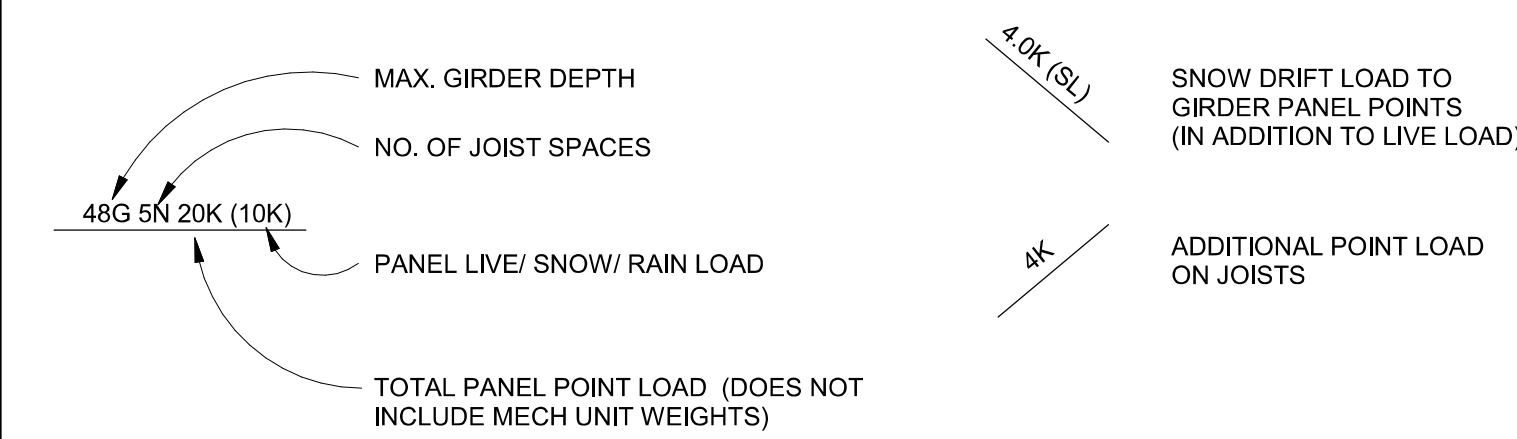 MAX. GIRDER DEPTH
NO. OF JOIST SPACES
48G 5N 20K (10K)
PANEL LIVE/ SNOW/ RAIN LOAD
TOTAL PANEL POINT LOAD (DOES NOT
INCLUDE MECH UNIT WEIGHTS)
4.0K (SL)
SNOW DRIFT LOAD TO
GIRDER PANEL POINTS
(IN ADDITION TO LIVE LOAD)
4K
ADDITIONAL POINT LOAD
ON JOISTS